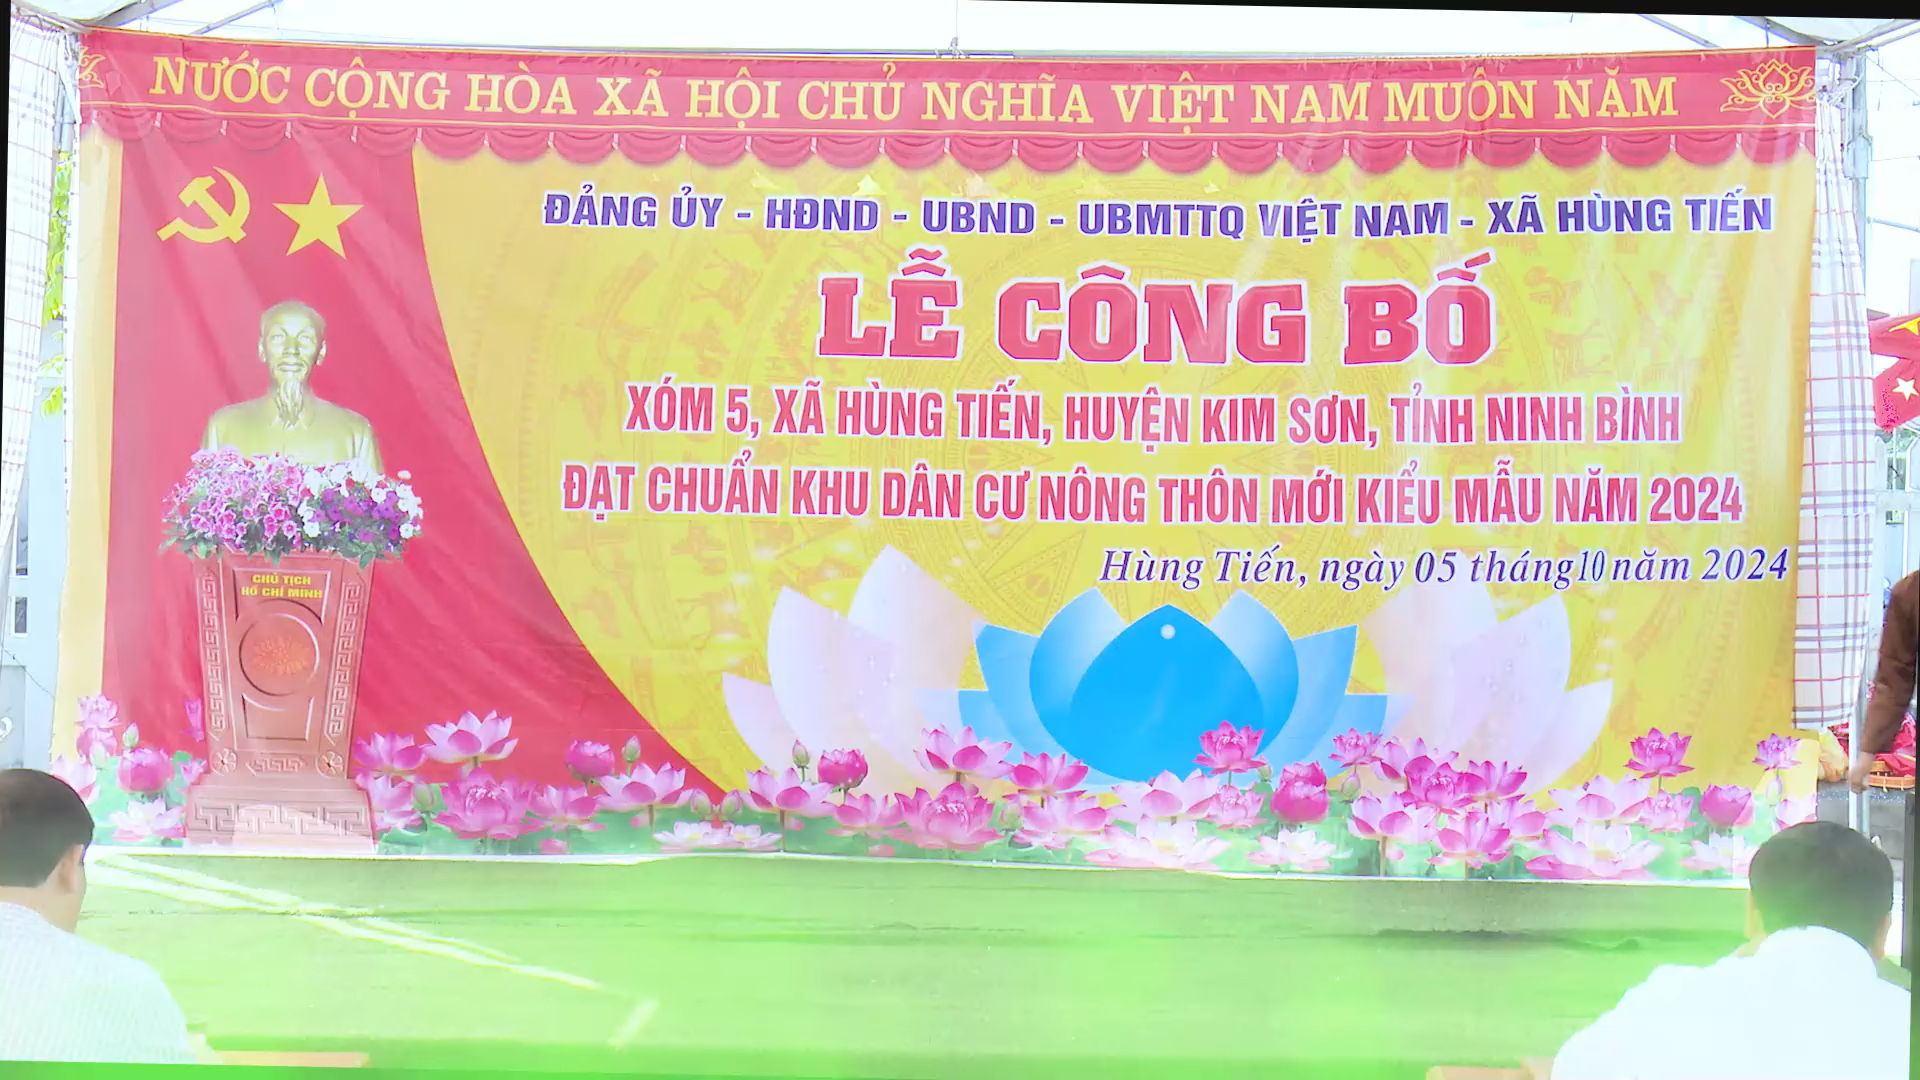 NƯỚC CỘNG HÒA XÃ HỘI CHỦ NGHĨA VIỆT NAM MUÔN NĂM
ĐẢNG ỦY - HĐND - UBND - UBMTTQ VIỆT NAM - XÃ HÙNG TIẾN
LỄ CÔNG BỐ
XÓM 5, XÃ HÙNG TIẾN, HUYỆN KIM SƠN, TỈNH NINH BÌNH
ĐẠT CHUẨN KHU DÂN CƯ NÔNG THÔN MỚI KIỂU MẪU NĂM 2024
Hùng Tiến, ngày 05 tháng 10 năm 2024
CHỦ TỊCH
HỒ CHÍ MINH